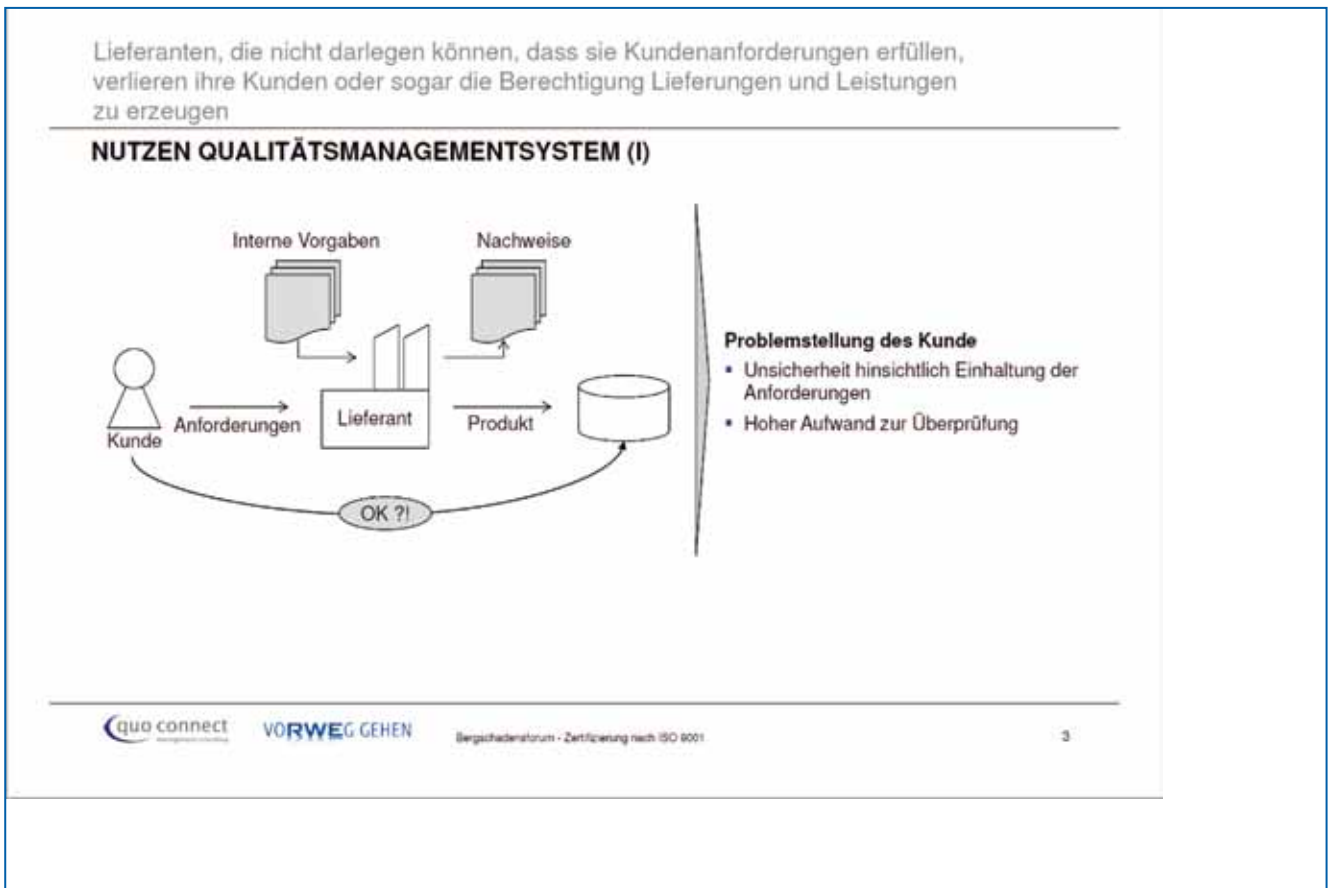 Lieferanten, die nicht darlegen können, dass sie Kundenanforderungen erfüllen,
verlieren ihre Kunden oder sogar die Berechtigung Lieferungen und Leistungen
zu erzeugen
NUTZEN QUALITÄTSMANAGEMENTSYSTEM (I)
Interne Vorgaben
Nachweise
Kunde
Anforderungen
Lieferant
Produkt
OK ?!
Problemstellung des Kunde
▪ Unsicherheit hinsichtlich Einhaltung der
Anforderungen
▪ Hoher Aufwand zur Überprüfung
quo connect
VORWEG GEHEN
Bergschadensforum - Zertifizierung nach ISO 9001
3